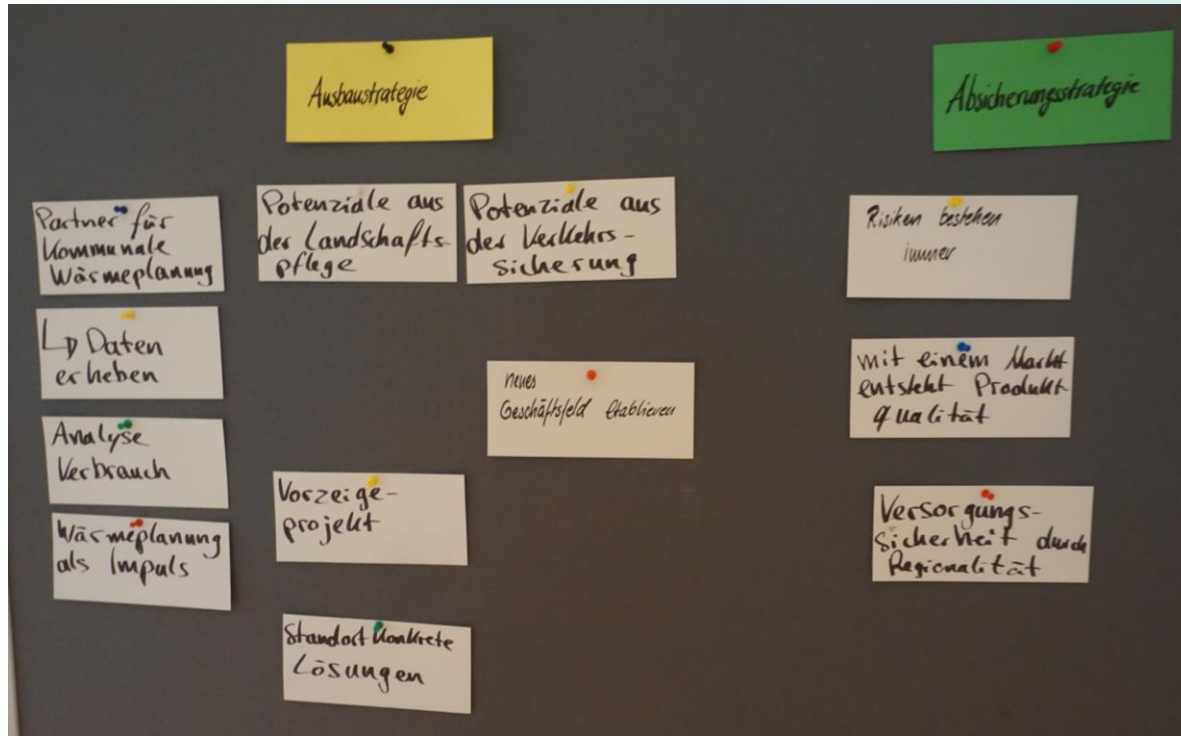 Ausbaustrategie
Absicherungsstrategie
Partner für
Kommunale
Wärmeplanung
↳ Daten
erheben
Analyse
Verbrauch
Wärmeplanung
als Impuls
Potenziale aus
der Landschafts-
pflege
Potenziale aus
der Verkehrs-
sicherung
neues
Geschäftsfeld etablieren
Vorzeige-
projekt
Standort Konkrete
Lösungen
Risiken bestehen
immer
mit einem Markt
entsteht Produkt
qualität
Versorgungs-
sicherheit durch
Regionalität